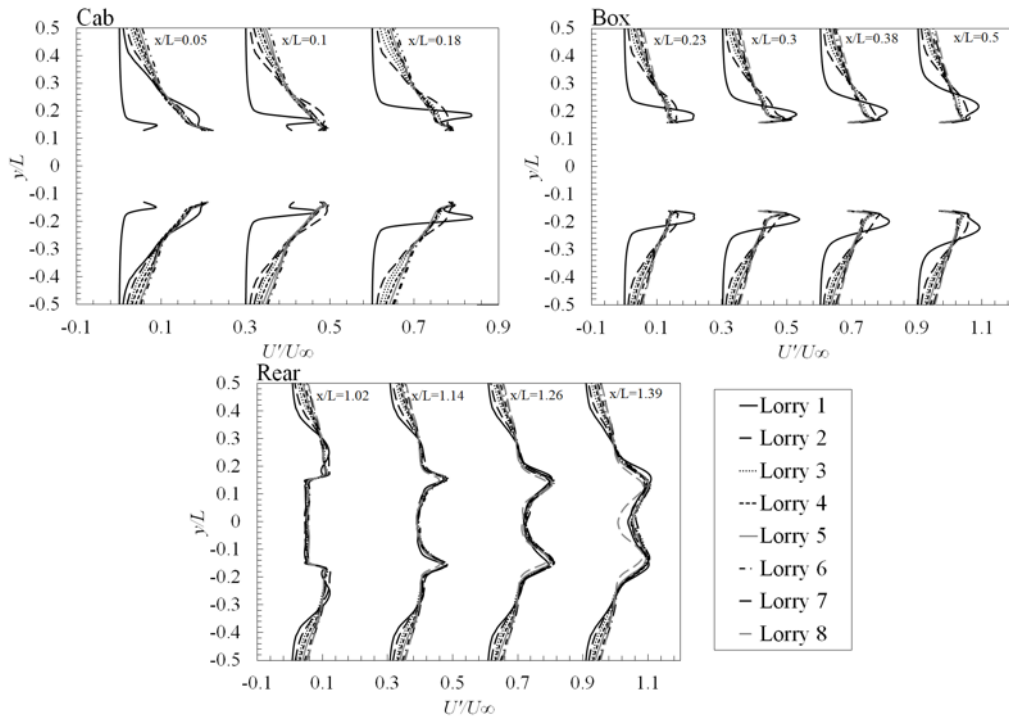 Cab
x/L=0.05
x/L=0.1
x/L=0.18
0.5
0.4
0.3
0.2
0.1
0
-0.1
-0.2
-0.3
-0.4
-0.5
y/L
-0.1
0.1
0.3
0.5
0.7
0.9
U'/U∞
Box
x/L=0.23
x/L=0.3
x/L=0.38
x/L=0.5
0.5
0.4
0.3
0.2
0.1
0
-0.1
-0.2
-0.3
-0.4
-0.5
y/L
-0.1
0.1
0.3
0.5
0.7
0.9
1.1
U'/U∞
Rear
x/L=1.02
x/L=1.14
x/L=1.26
x/L=1.39
0.5
0.4
0.3
0.2
0.1
0
-0.1
-0.2
-0.3
-0.4
-0.5
y/L
-0.1
0.1
0.3
0.5
0.7
0.9
1.1
U'/U∞
Lorry 1
Lorry 2
Lorry 3
Lorry 4
Lorry 5
Lorry 6
Lorry 7
Lorry 8